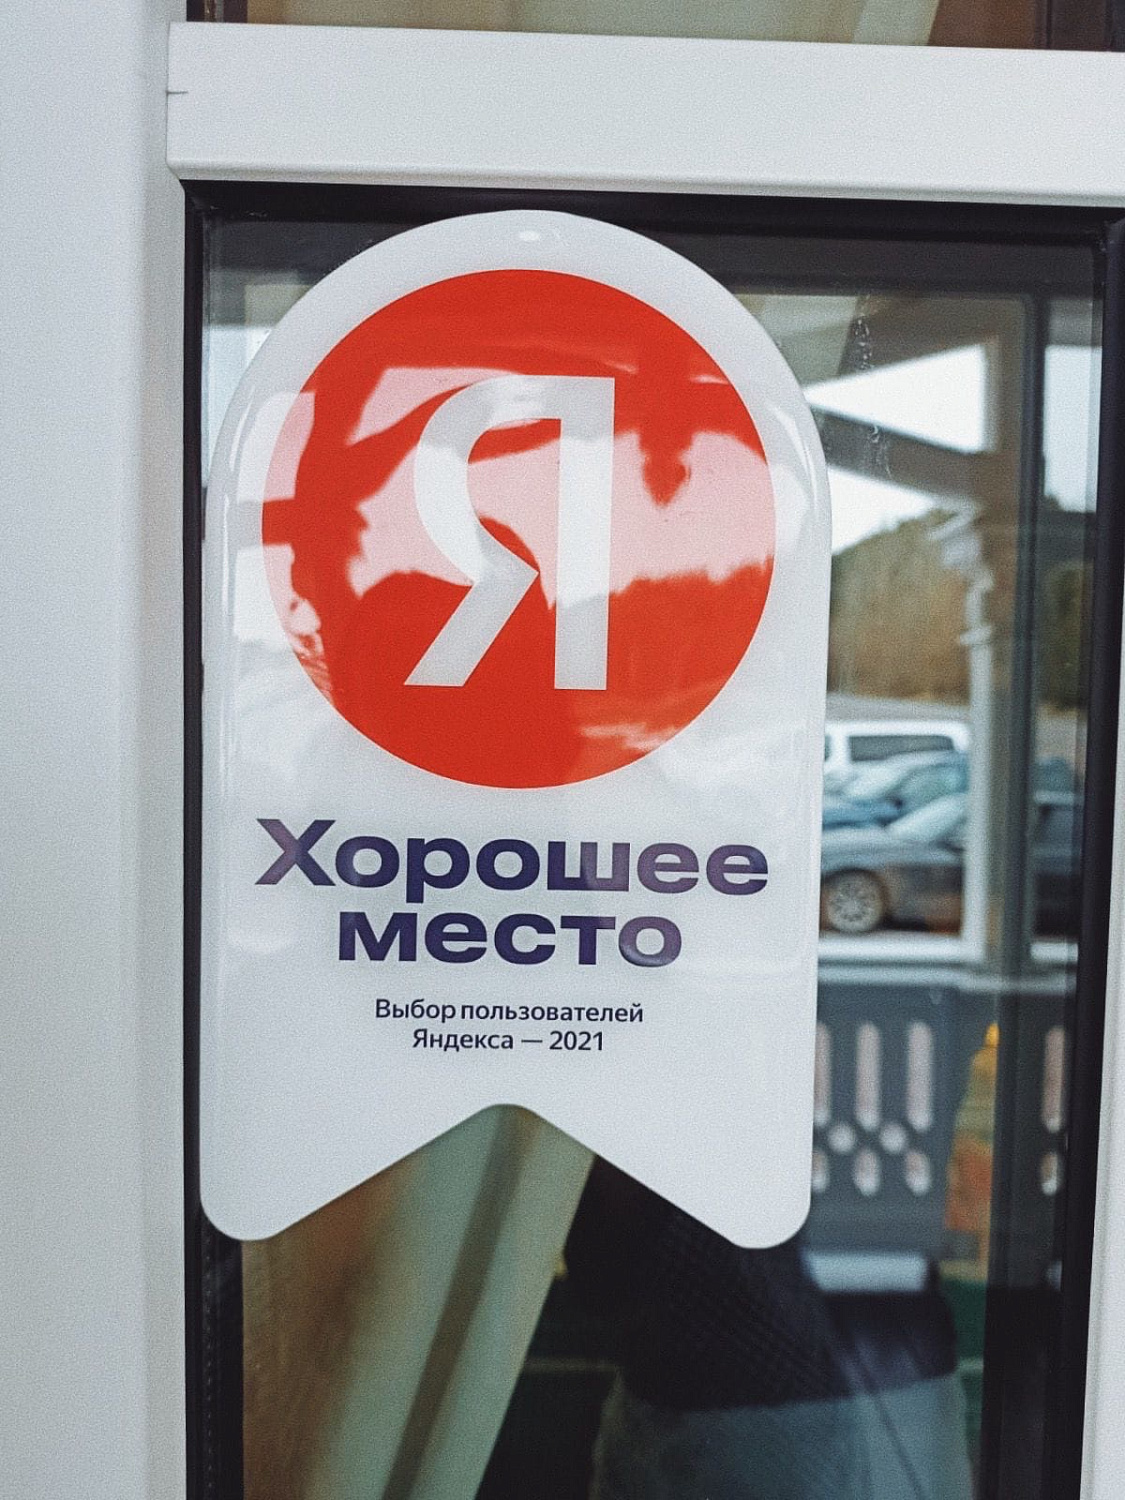 Я
Хорошее
место
Выбор пользователей
Яндекса — 2021